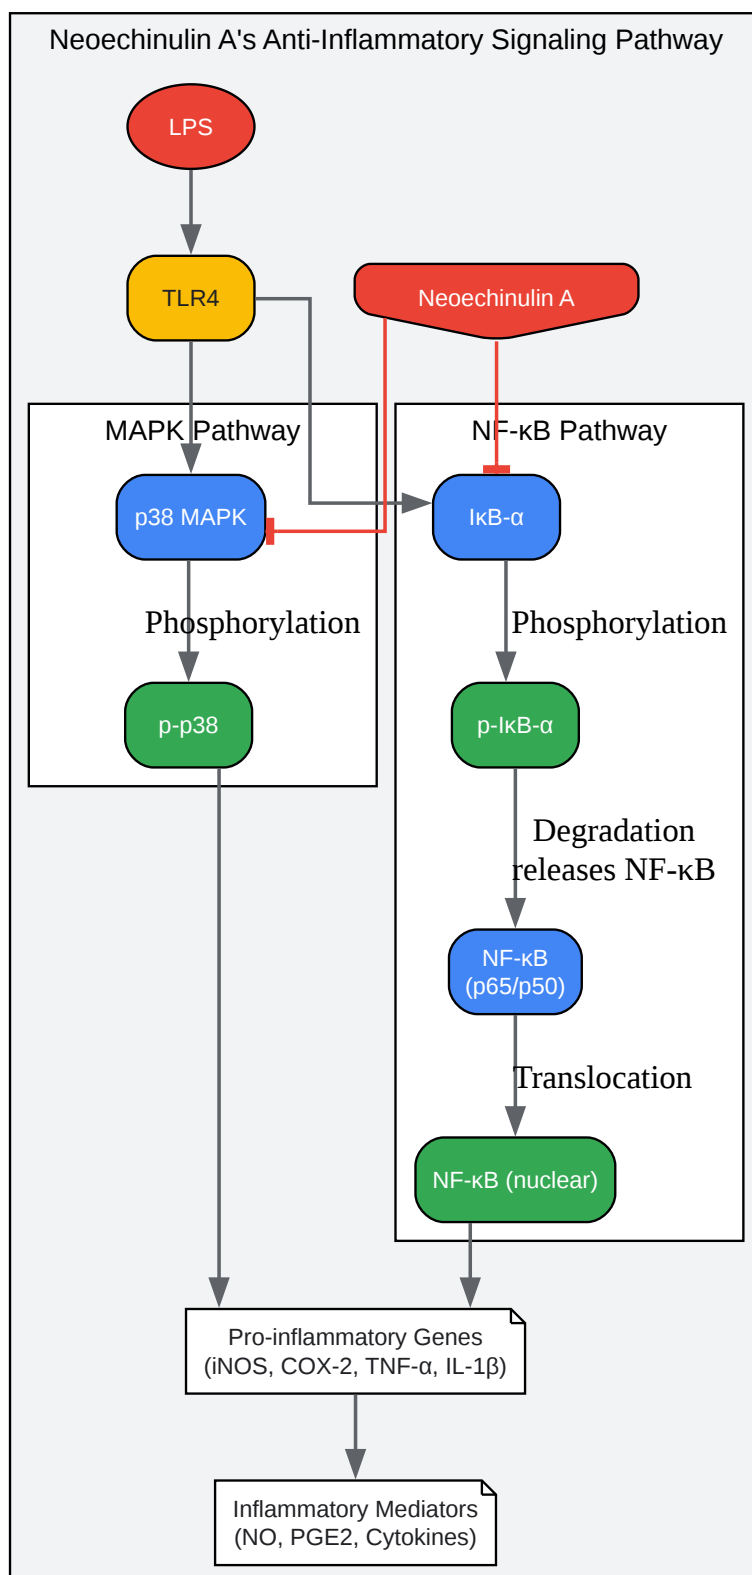 Neoechinulin A's Anti-Inflammatory Signaling Pathway
LPS
TLR4
Neoechinulin A
MAPK Pathway
NF-κB Pathway
p38 MAPK
IκB-α
Phosphorylation
Phosphorylation
p-p38
p-IκB-α
Degradation
releases NF-κB
NF-κB
(p65/p50)
Translocation
NF-κB (nuclear)
Pro-inflammatory Genes
(iNOS, COX-2, TNF-α, IL-1β)
Inflammatory Mediators
(NO, PGE2, Cytokines)